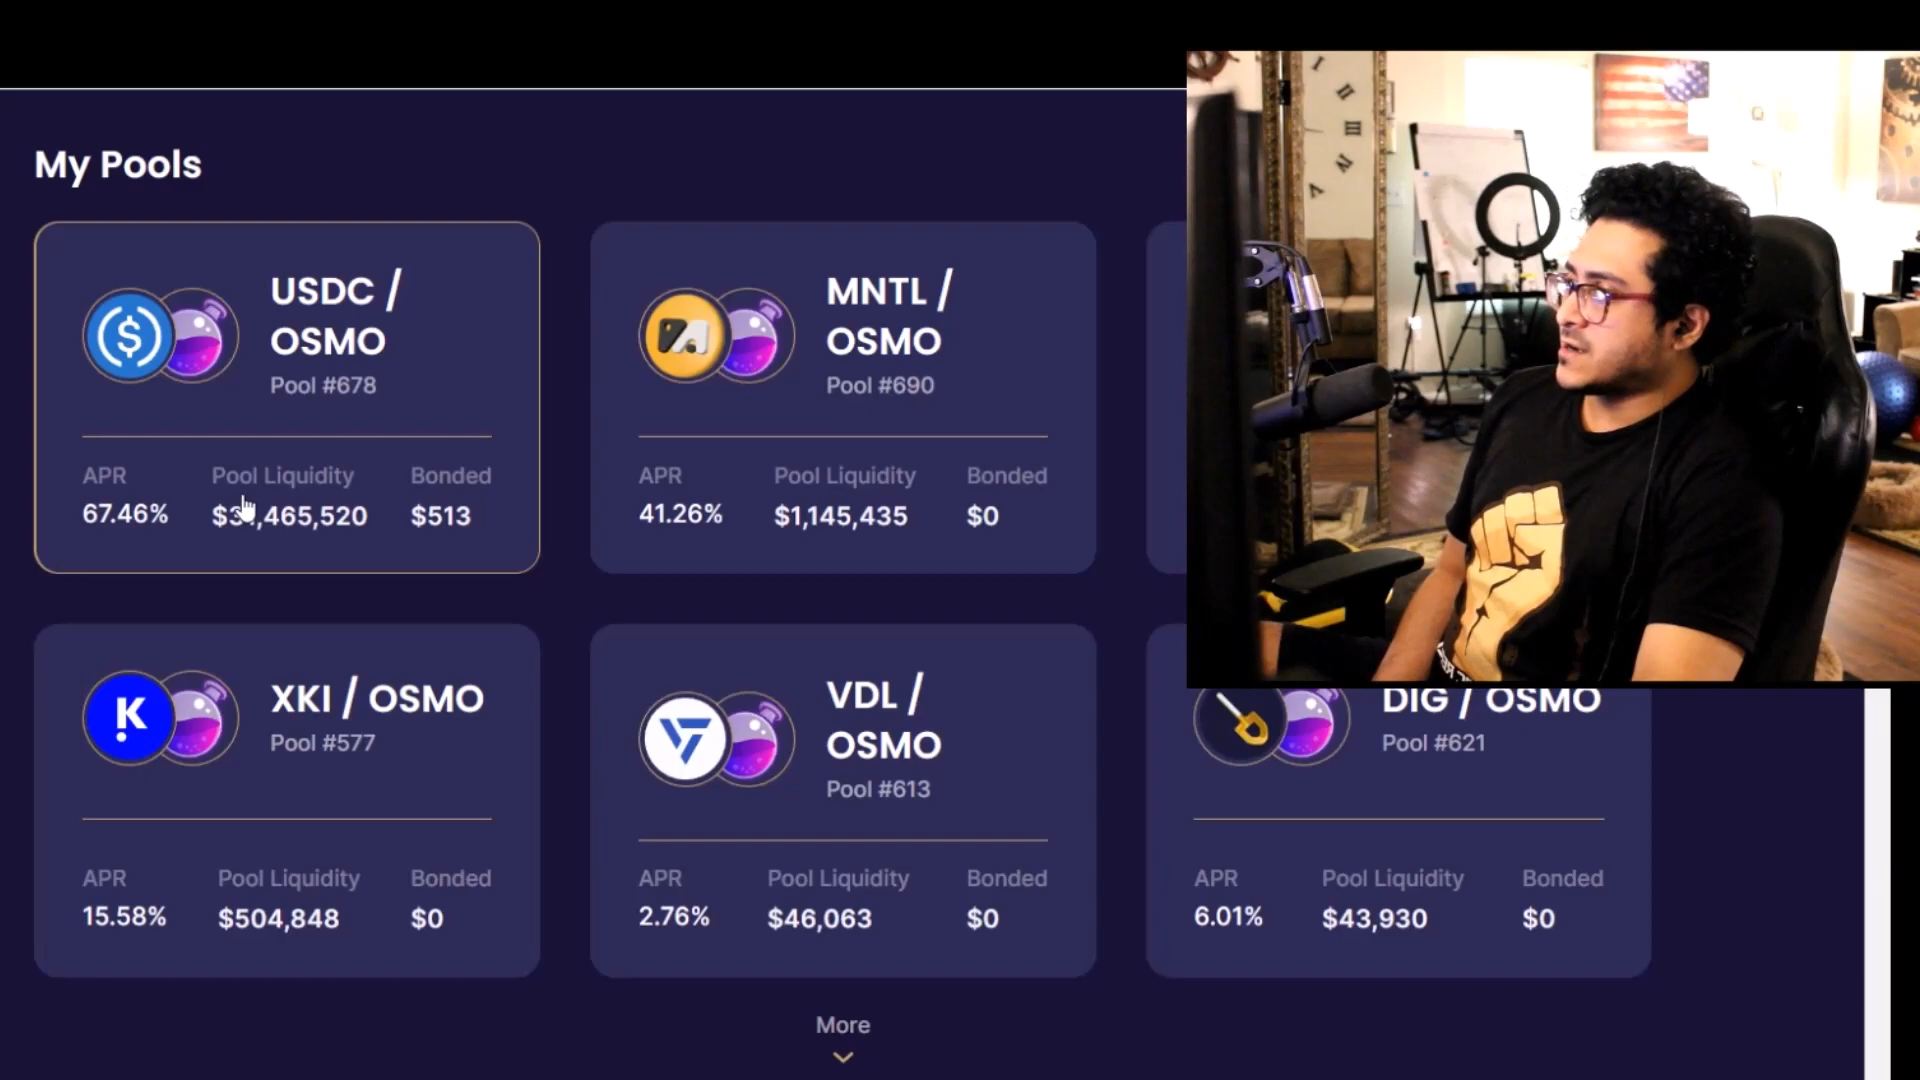 My Pools
USDC /
OSMO
Pool #678
APR
Pool Liquidity
Bonded
67.46%
$513
MNTL /
OSMO
Pool #690
APR
Pool Liquidity
Bonded
41.26%
$1,145,435
$0
XKI / OSMO
Pool #577
APR
Pool Liquidity
Bonded
15.58%
$504,848
$0
VDL /
OSMO
Pool #613
APR
Pool Liquidity
Bonded
2.76%
$46,063
$0
DIG / OSMO
Pool #621
APR
Pool Liquidity
Bonded
6.01%
$43,930
$0
More